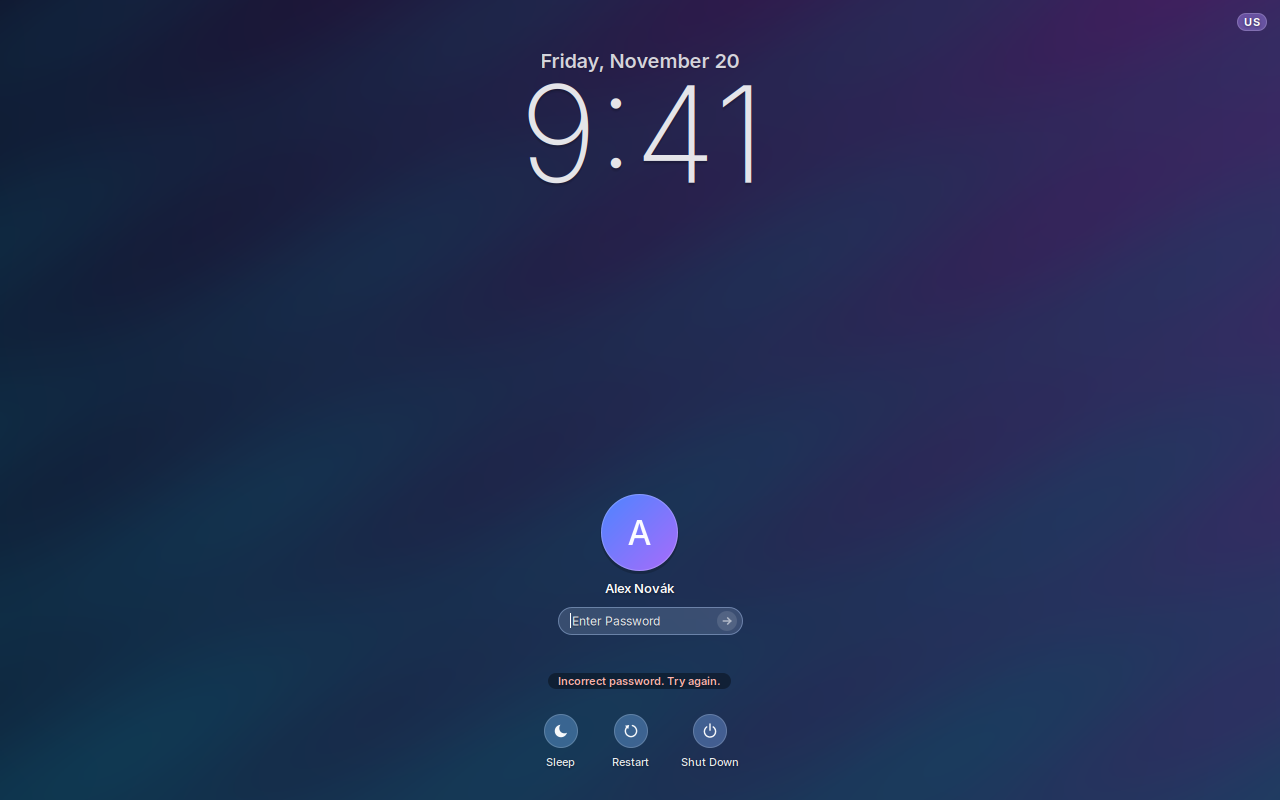 US
Friday, November 20
9:41
A
Alex Novák
Enter Password
Incorrect password. Try again.
Sleep Restart Shut Down